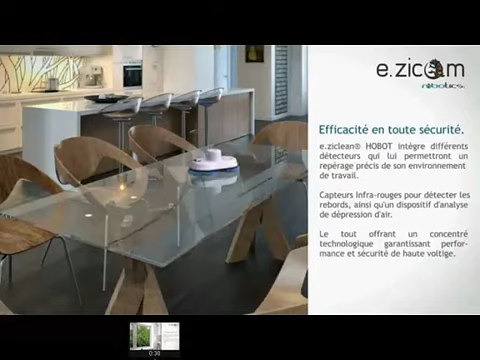 e.zicom
robotics
Efficacité en toute sécurité.
e.ziclean® HOBOT intègre différents
détecteurs qui lui permettront un
repérage précis de son environnement
de travail.
Capteurs Infra-rouges pour détecter les
rebords, ainsi qu'un dispositif d'analyse
de dépression d'air.
Le tout offrant un concentré
technologique garantissant perfor-
mance et sécurité de haute voltige.
0:30